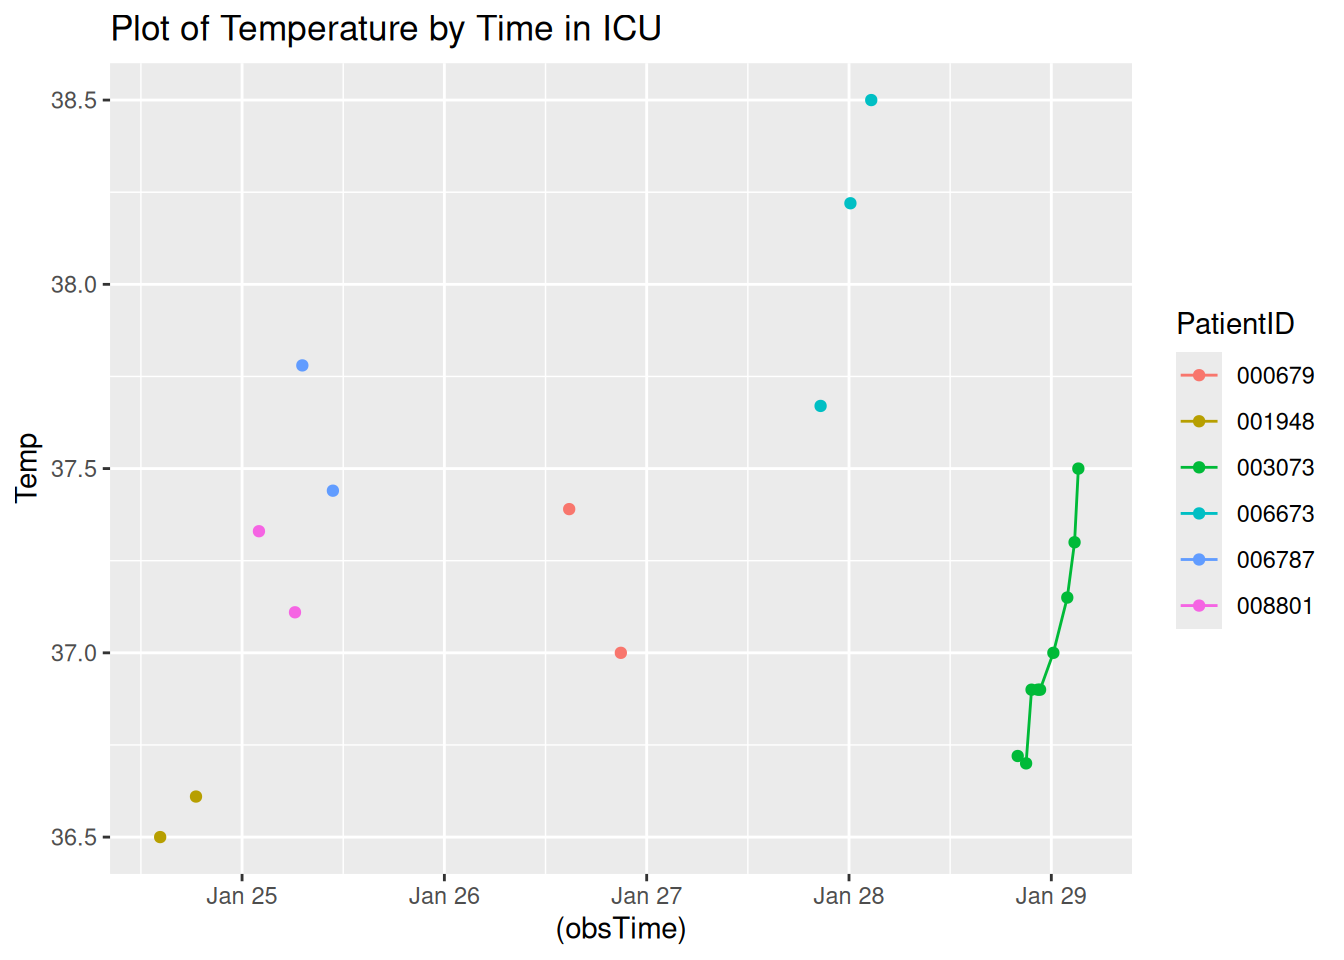 Plot of Temperature by Time in ICU
38.5
38.0
37.5
37.0
36.5
Temp
Jan 25 Jan 26 Jan 27 Jan 28 Jan 29
(obsTime)
PatientID
000679
001948
003073
006673
006787
008801